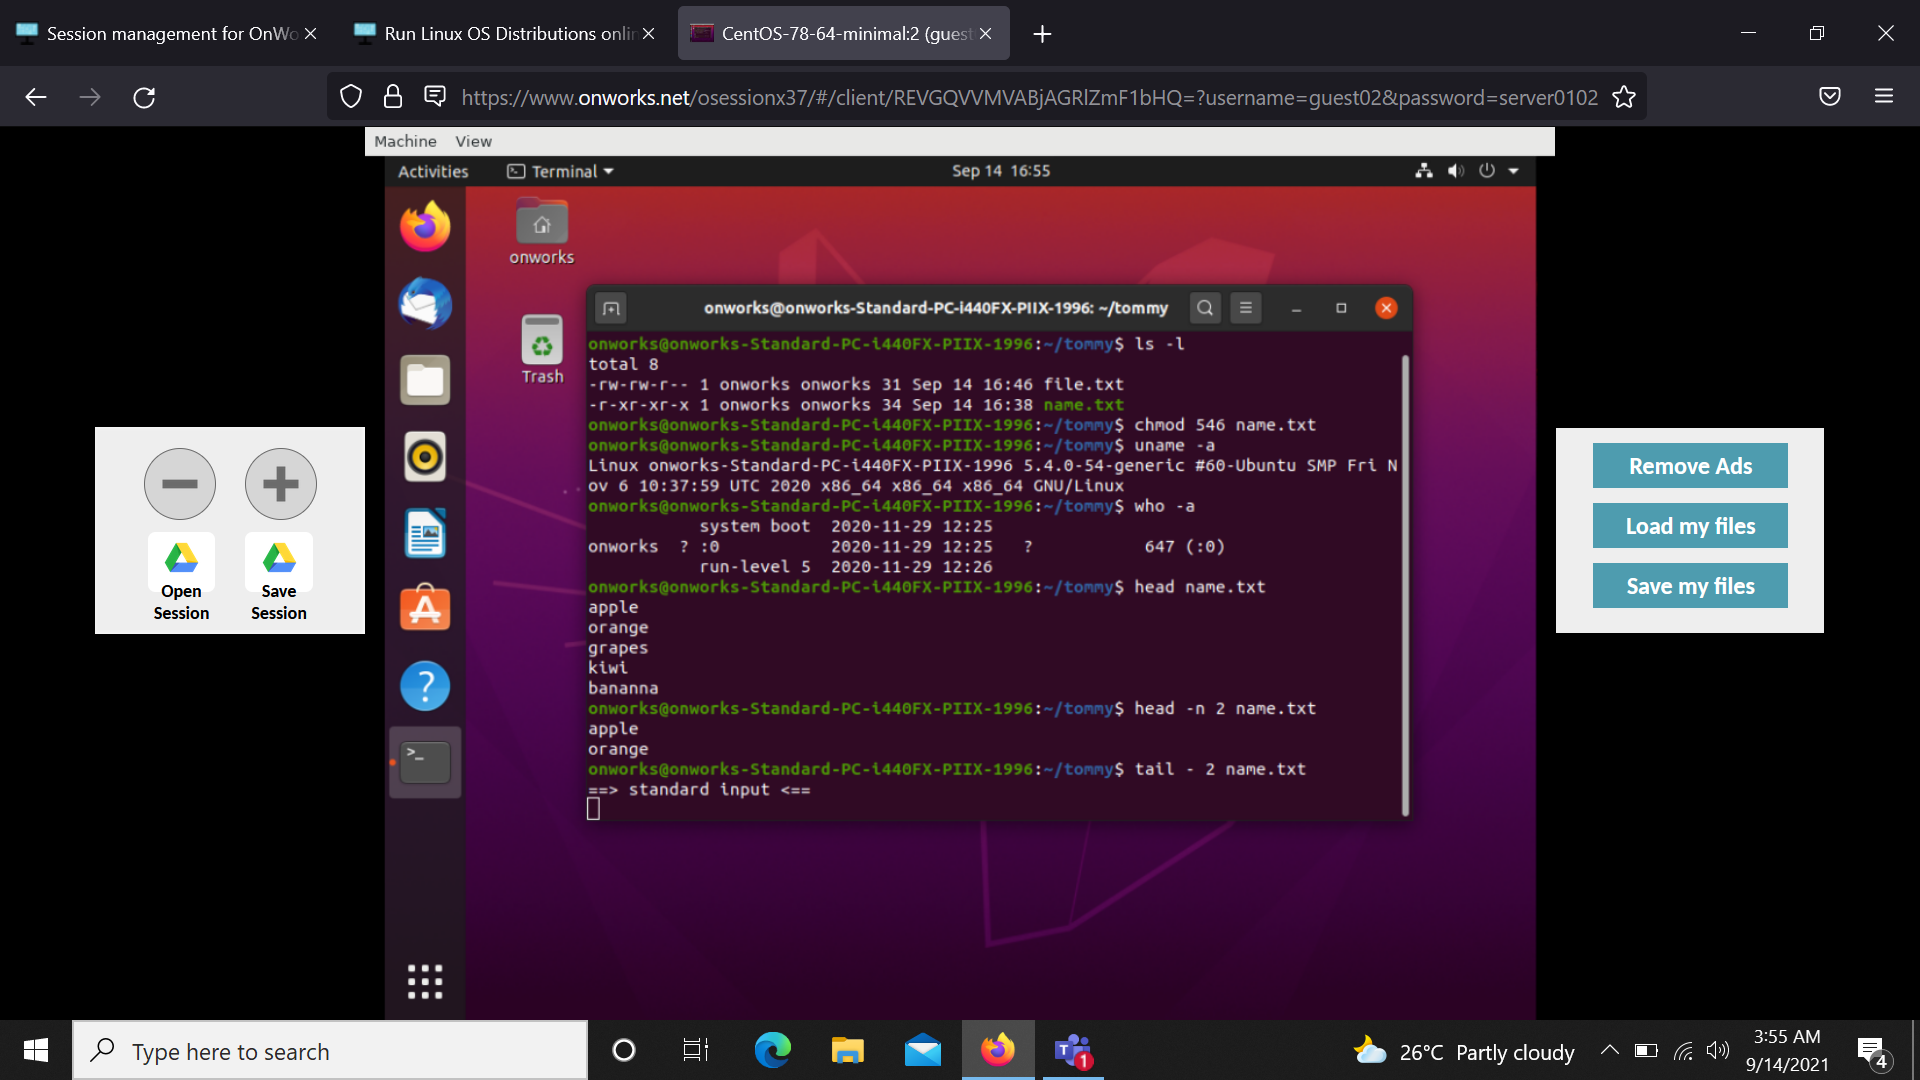 Session management for OnWo
Run Linux OS Distributions onlin
CentOS-78-64-minimal:2 (guest
https://www.onworks.net/osessionx37/#/client/REVGQVVMVABjAGRlZmF1bHQ=?username=guest02&password=server0102
Machine View
Activities Terminal Sep 14 16:55
onworks
Trash
onworks@onworks-Standard-PC-i440FX-PIIX-1996: ~/tommy
onworks@onworks-Standard-PC-i440FX-PIIX-1996:~/tommy$ ls -l
total 8
-rw-rw-r-- 1 onworks onworks 31 Sep 14 16:46 file.txt
-r-xr-xr-x 1 onworks onworks 34 Sep 14 16:38 name.txt
onworks@onworks-Standard-PC-i440FX-PIIX-1996:~/tommy$ chmod 546 name.txt
onworks@onworks-Standard-PC-i440FX-PIIX-1996:~/tommy$ uname -a
Linux onworks-Standard-PC-i440FX-PIIX-1996 5.4.0-54-generic #60-Ubuntu SMP Fri N
ov 6 10:37:59 UTC 2020 x86_64 x86_64 x86_64 GNU/Linux
onworks@onworks-Standard-PC-i440FX-PIIX-1996:~/tommy$ who -a
system boot 2020-11-29 12:25
onworks ? :0 2020-11-29 12:25 ? 647 (:0)
run-level 5 2020-11-29 12:26
onworks@onworks-Standard-PC-i440FX-PIIX-1996:~/tommy$ head name.txt
apple
orange
grapes
kiwi
bananna
onworks@onworks-Standard-PC-i440FX-PIIX-1996:~/tommy$ head -n 2 name.txt
apple
orange
onworks@onworks-Standard-PC-i440FX-PIIX-1996:~/tommy$ tail - 2 name.txt
==> standard input <==
Open
Session
Save
Session
Remove Ads
Load my files
Save my files
Type here to search
1
26°C Partly cloudy
3:55 AM
9/14/2021
4